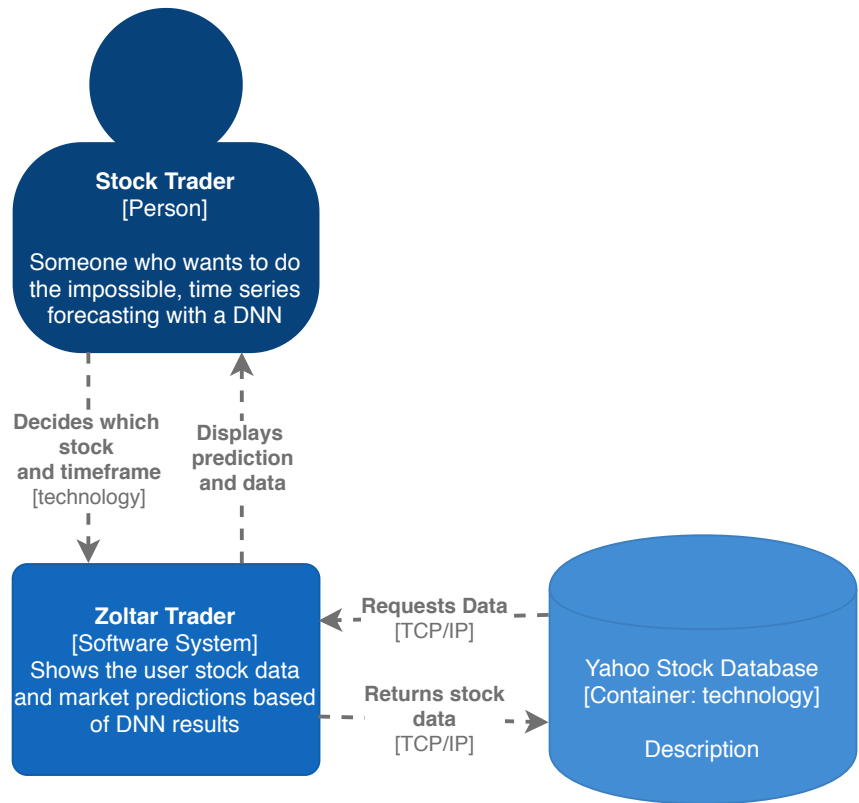 Stock Trader
[Person]
Someone who wants to do
the impossible, time series
forecasting with a DNN
Decides which
stock
and timeframe
[technology]
Displays
prediction
and data
Zoltar Trader
[Software System]
Shows the user stock data
and market predictions based
of DNN results
Requests Data
[TCP/IP]
Returns stock
data
[TCP/IP]
Yahoo Stock Database
[Container: technology]
Description